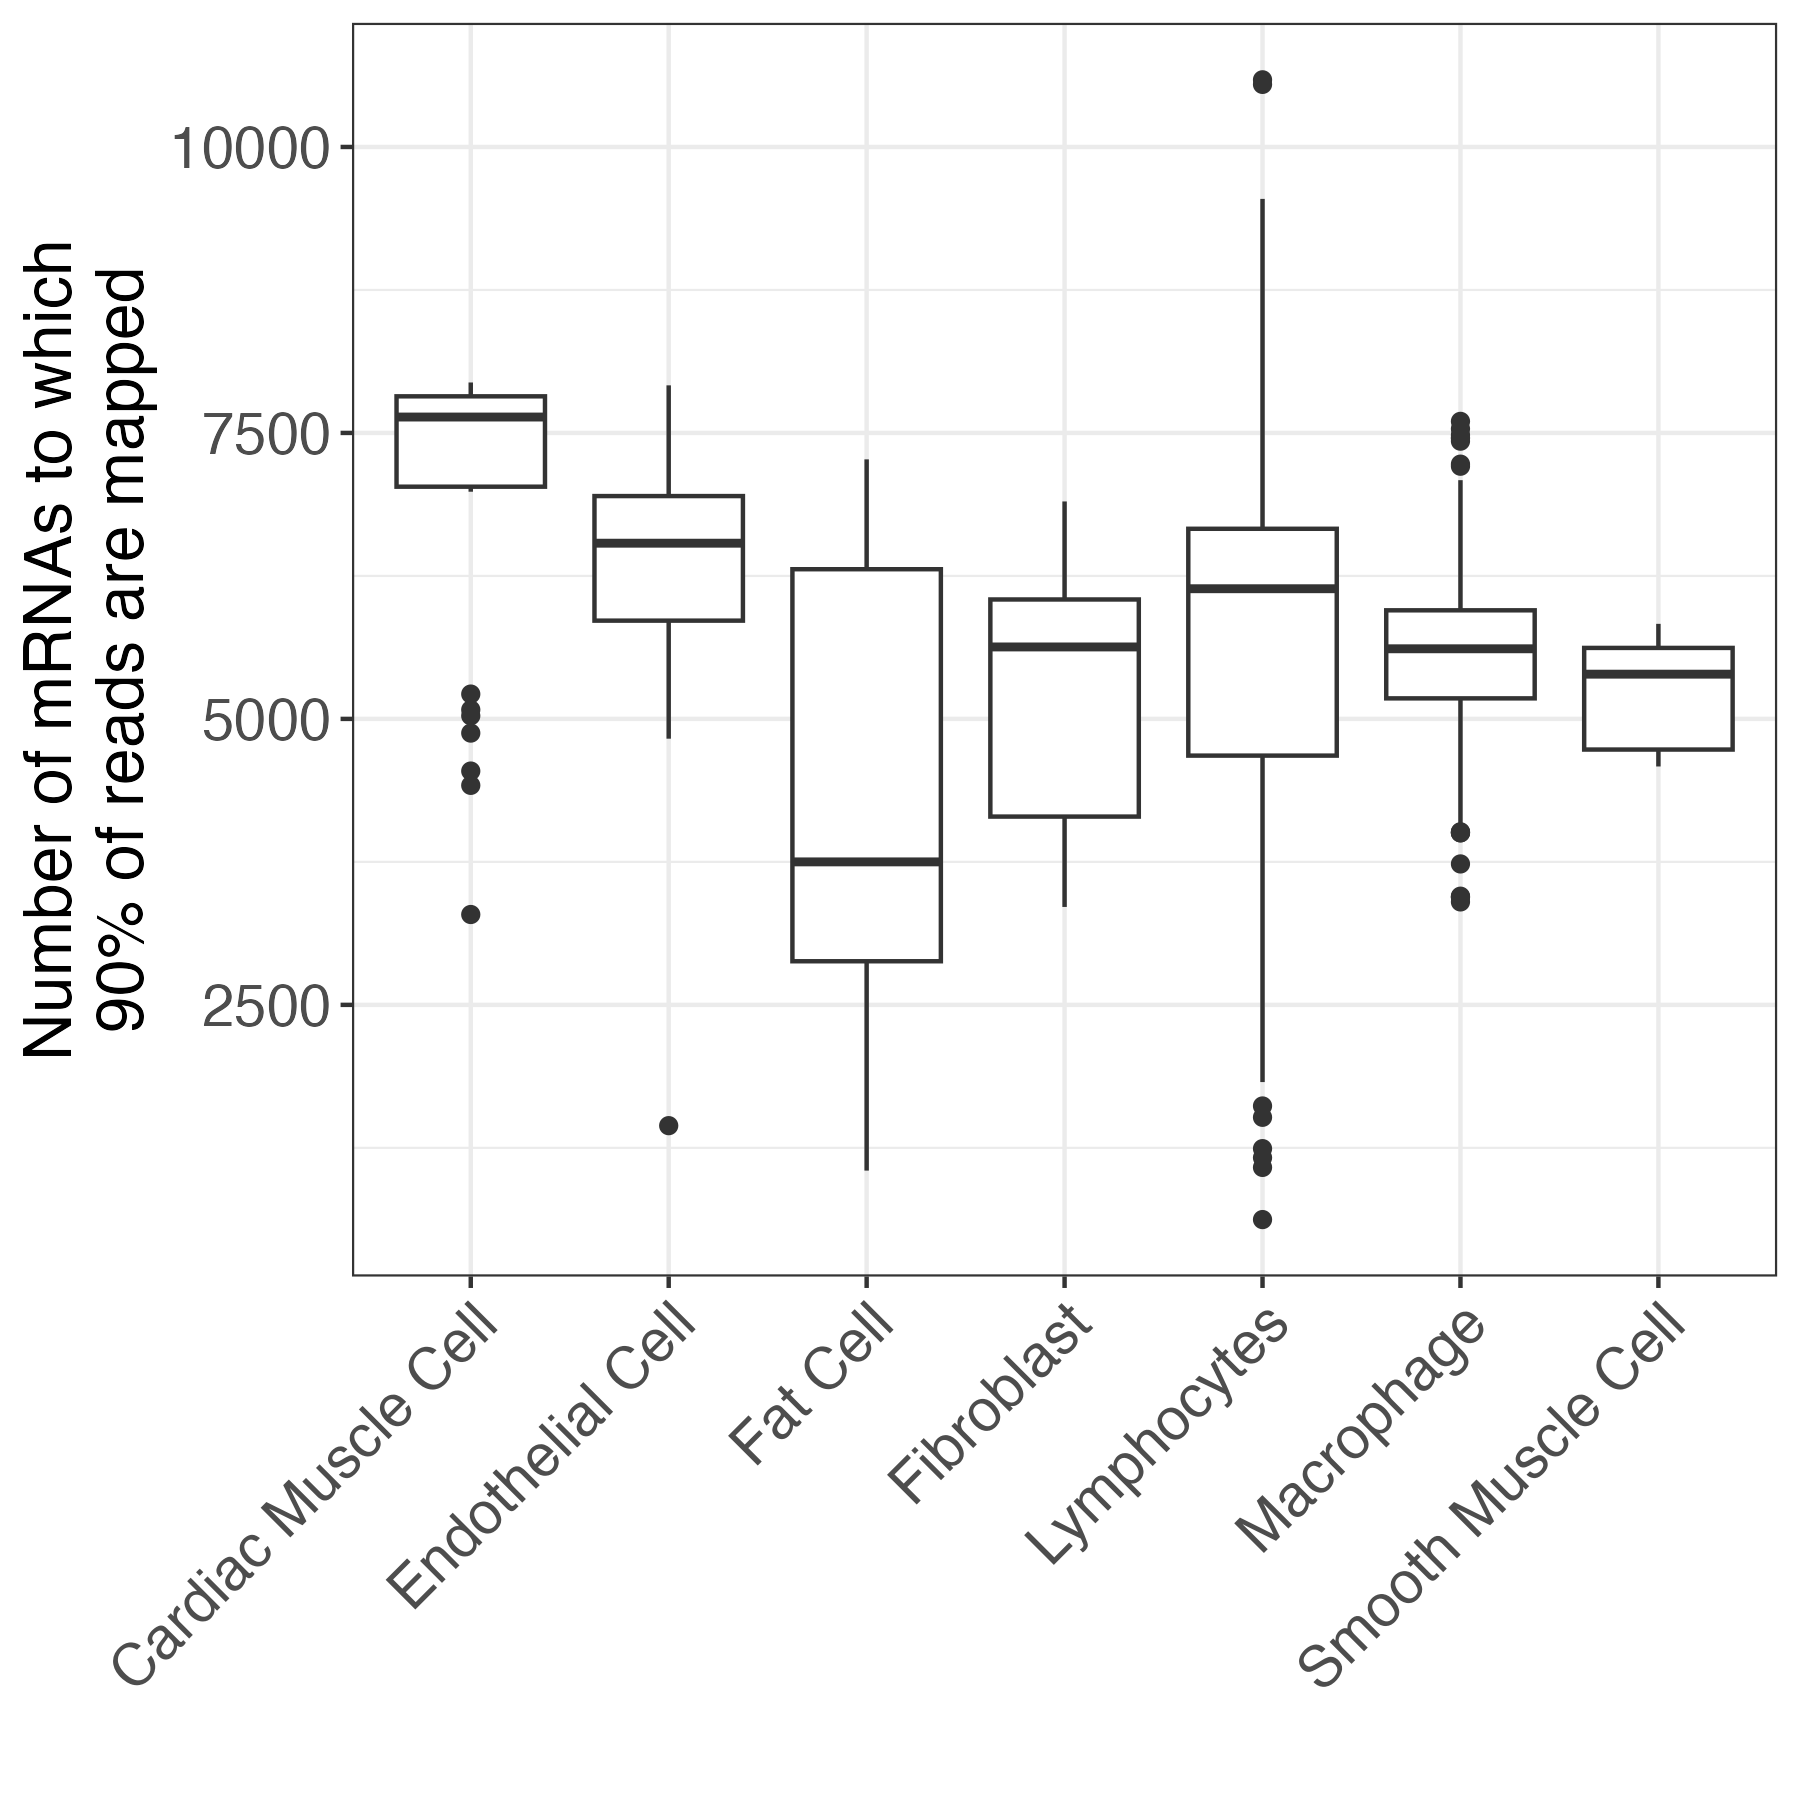 Number of mRNAs to which
90% of reads are mapped
10000
7500
5000
2500
Cardiac Muscle Cell
Endothelial Cell
Fat Cell
Fibroblast
Lymphocytes
Macrophage
Smooth Muscle Cell